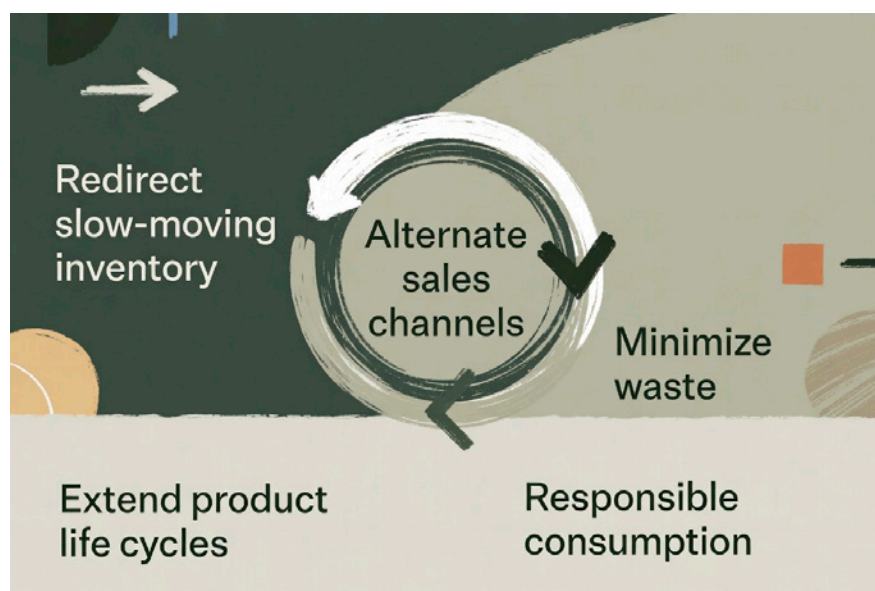 Redirect
slow-moving
inventory
Alternate
sales
channels
Minimize
waste
Extend product
life cycles
Responsible
consumption